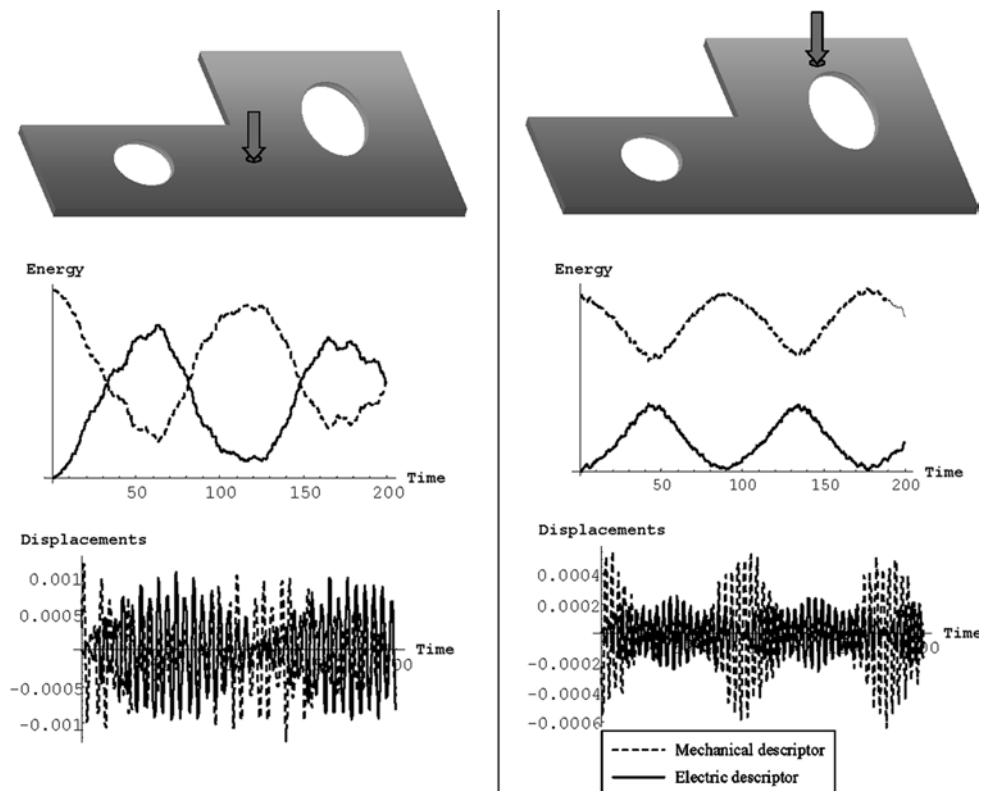 Energy
Time
50
100
150
200
Displacements
0.001
0.0005
-0.0005
-0.001
Time
00
Energy
Time
50
100
150
200
Displacements
0.0004
0.0002
-0.0002
-0.0004
-0.0006
Time
00
Mechanical descriptor
Electric descriptor